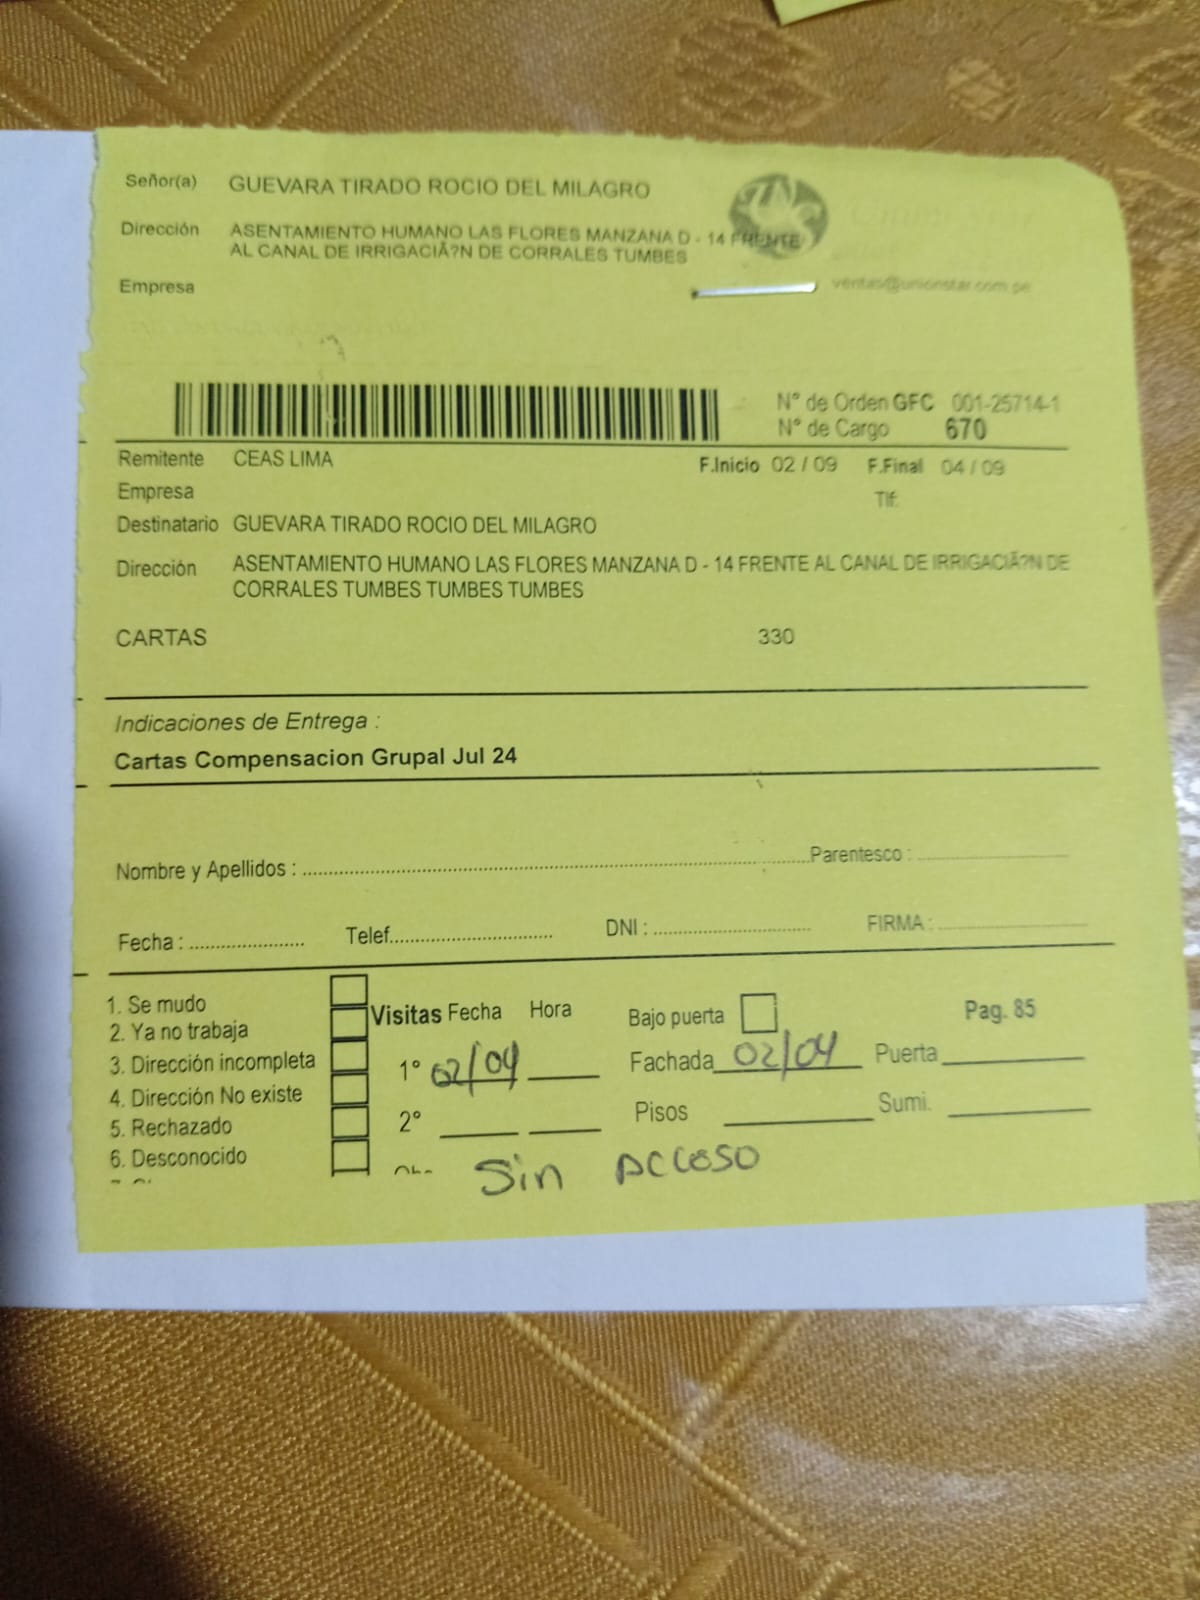 Señor(a) GUEVARA TIRADO ROCIO DEL MILAGRO
Dirección ASENTAMIENTO HUMANO LAS FLORES MANZANA D - 14 FRENTE
AL CANAL DE IRRIGACIÃ?N DE CORRALES TUMBES
Empresa
ventas@unionstar.com.pe
N° de Orden GFC 001-25714-1
N° de Cargo 670
Remitente CEAS LIMA F.Inicio 02 / 09 F.Final 04 / 09
Empresa Tlf:
Destinatario GUEVARA TIRADO ROCIO DEL MILAGRO
Dirección ASENTAMIENTO HUMANO LAS FLORES MANZANA D - 14 FRENTE AL CANAL DE IRRIGACIÃ?N DE
CORRALES TUMBES TUMBES TUMBES
CARTAS 330
Indicaciones de Entrega :
Cartas Compensacion Grupal Jul 24
Nombre y Apellidos : Parentesco :
Fecha : Telef. DNI : FIRMA :
1. Se mudo Visitas Fecha Hora Bajo puerta Pag. 85
2. Ya no trabaja
3. Dirección incompleta 1° 02/04 Fachada 02/04 Puerta
4. Dirección No existe
5. Rechazado 2° Pisos Sumi.
6. Desconocido Sin Acceso